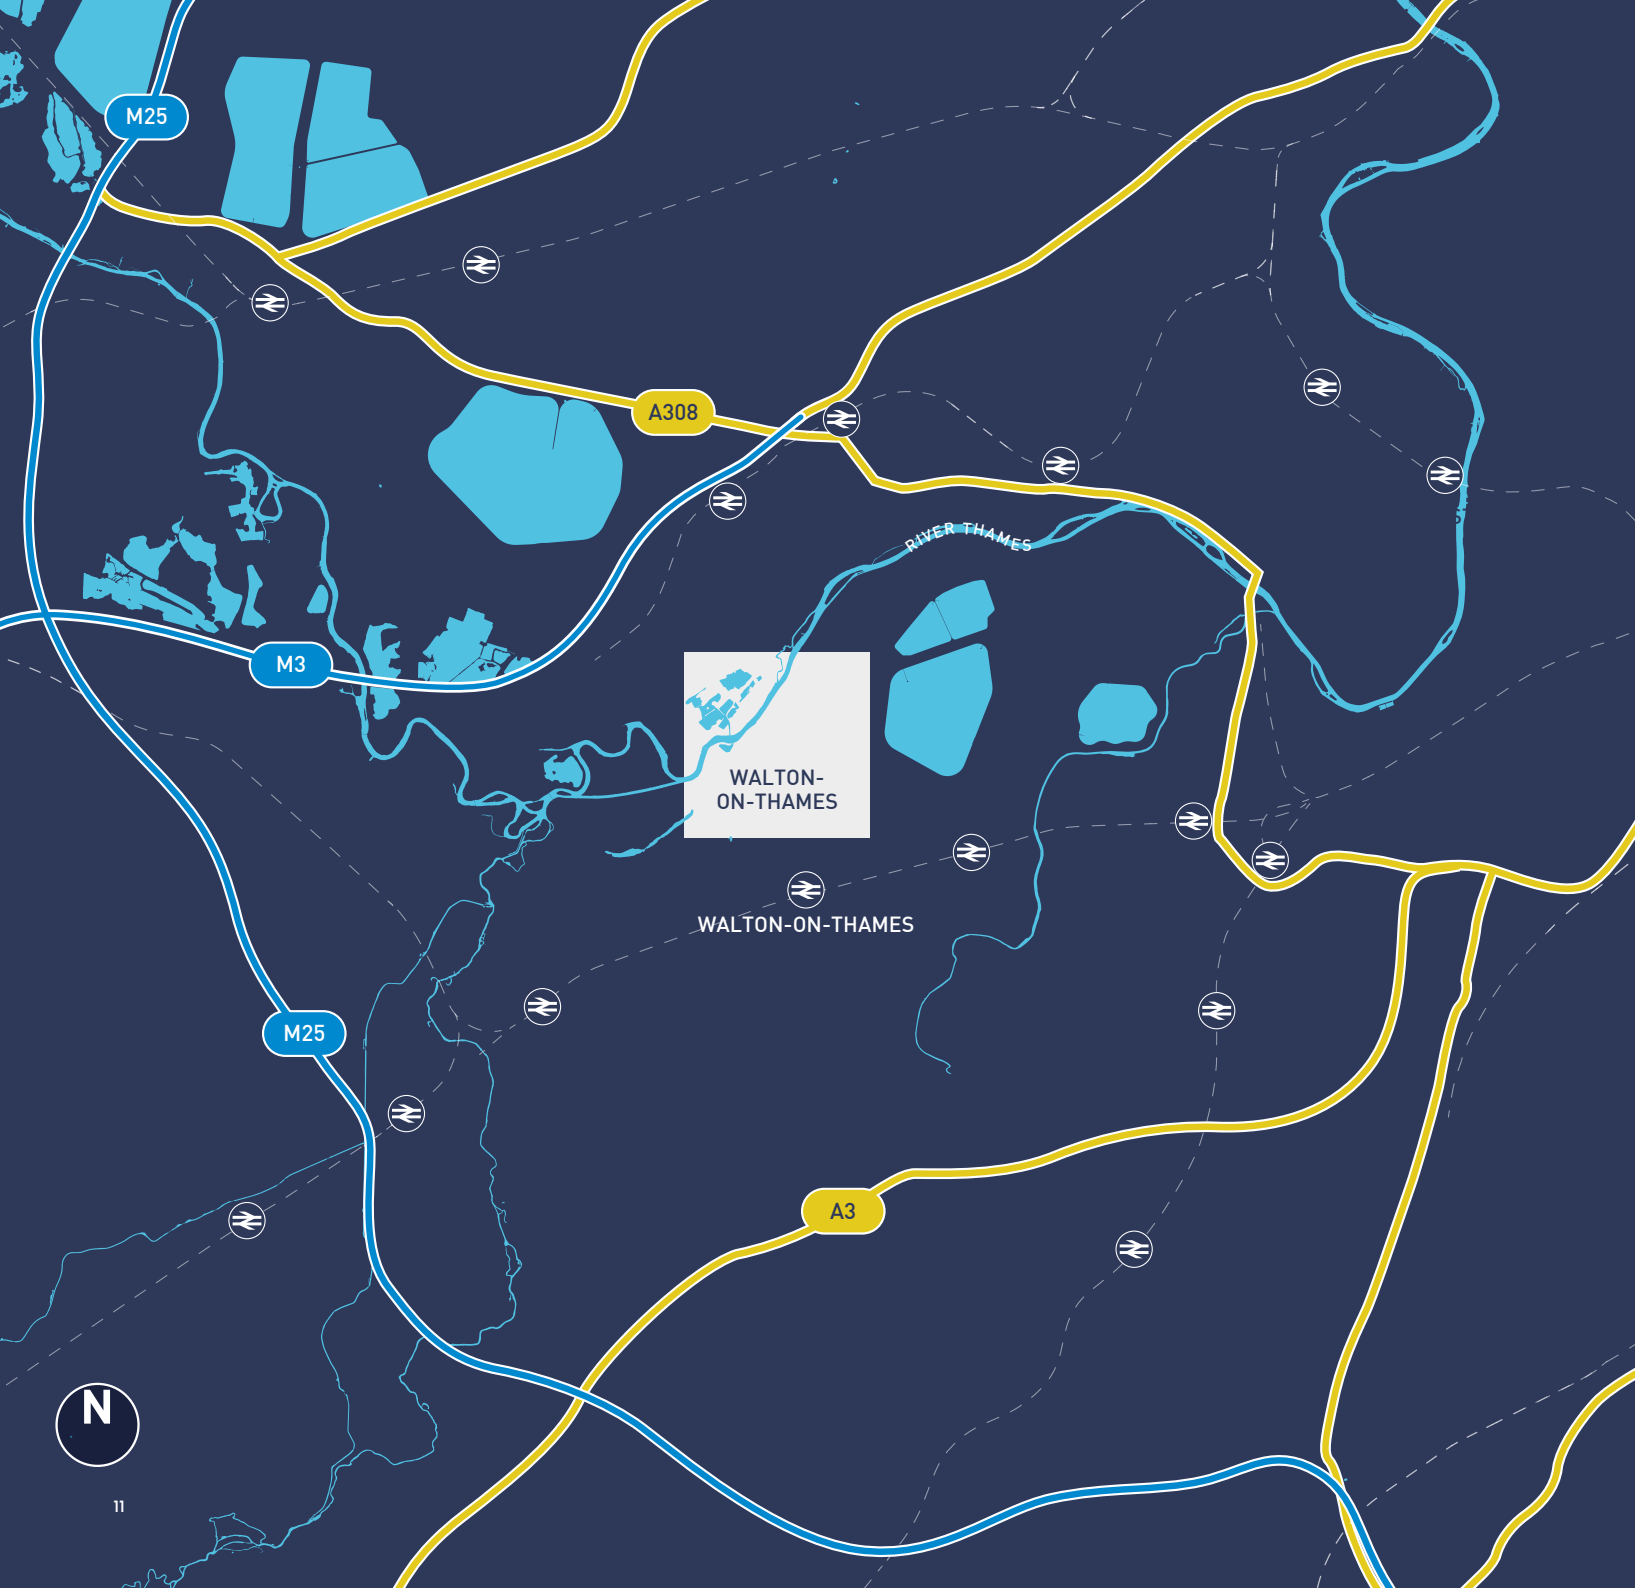 M25
A308
RIVER THAMES
M3
WALTON-
ON-THAMES
WALTON-ON-THAMES
M25
A3
N
11